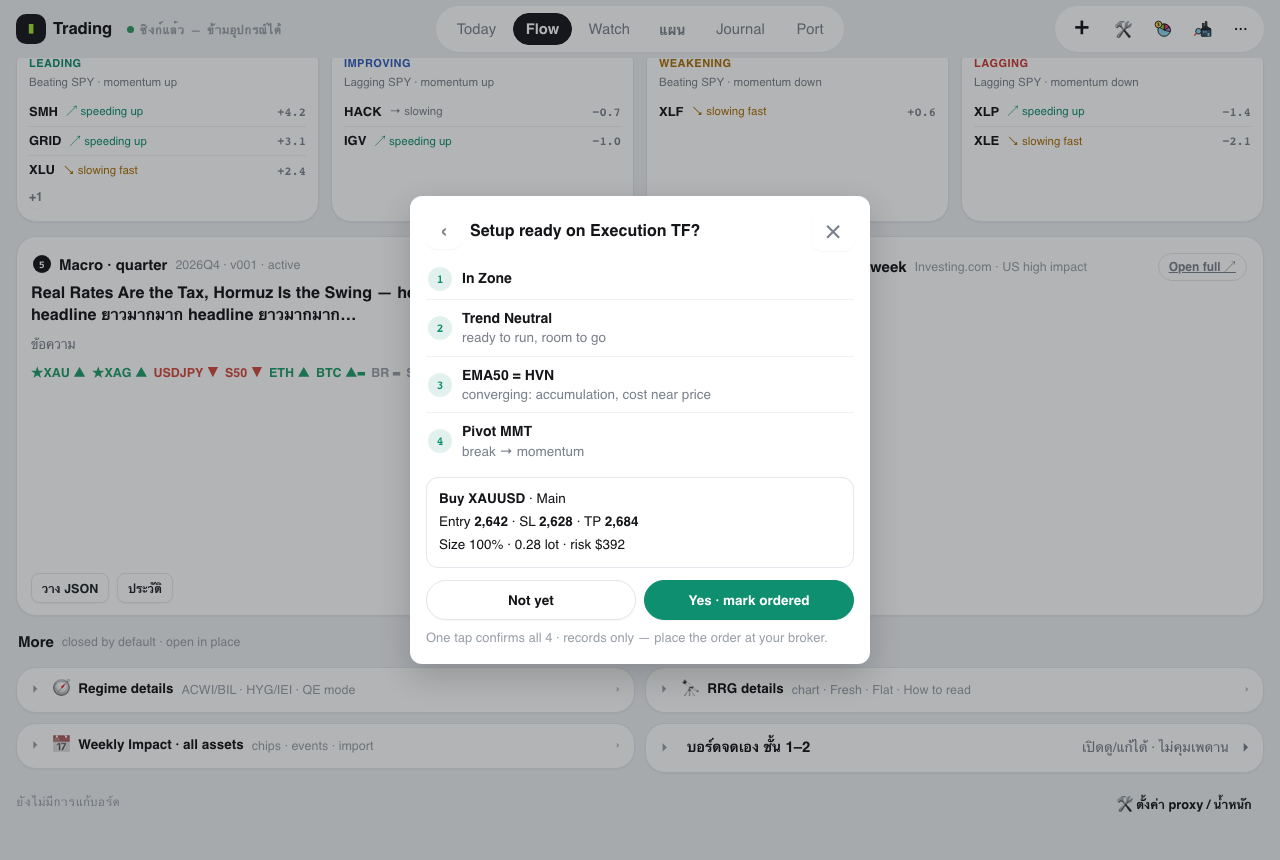 Trading
ซิงก์แล้ว — ข้ามอุปกรณ์ได้
Today Flow Watch แผน Journal Port
LEADING
Beating SPY · momentum up
SMH ↗ speeding up +4.2
GRID ↗ speeding up +3.1
XLU ↘ slowing fast +2.4
+1
IMPROVING
Lagging SPY · momentum up
HACK → slowing −0.7
IGV ↗ speeding up −1.0
WEAKENING
Beating SPY · momentum down
XLF ↘ slowing fast +0.6
LAGGING
Lagging SPY · momentum down
XLP ↗ speeding up −1.4
XLE ↘ slowing fast −2.1
5 Macro · quarter 2026Q4 · v001 · active
Real Rates Are the Tax, Hormuz Is the Swing —
headline ยาวมากมาก headline ยาวมากมาก…
ข้อความ
★XAU ▲ ★XAG ▲ USDJPY ▼ S50 ▼ ETH ▲ BTC ▲▬ BR ▬
วาง JSON ประวัติ
week Investing.com · US high impact
Open full ↗
‹ Setup ready on Execution TF? ✕
1 In Zone
2 Trend Neutral
ready to run, room to go
3 EMA50 = HVN
converging: accumulation, cost near price
4 Pivot MMT
break → momentum
Buy XAUUSD · Main
Entry 2,642 · SL 2,628 · TP 2,684
Size 100% · 0.28 lot · risk $392
Not yet
Yes · mark ordered
One tap confirms all 4 · records only — place the order at your broker.
More closed by default · open in place
Regime details ACWI/BIL · HYG/IEI · QE mode ›
RRG details chart · Fresh · Flat · How to read ›
Weekly Impact · all assets chips · events · import ›
บอร์ดจดเอง ชั้น 1–2 เปิดดู/แก้ได้ · ไม่คุมเพดาน
ยังไม่มีการแก้บอร์ด
ตั้งค่า proxy / น้ำหนัก